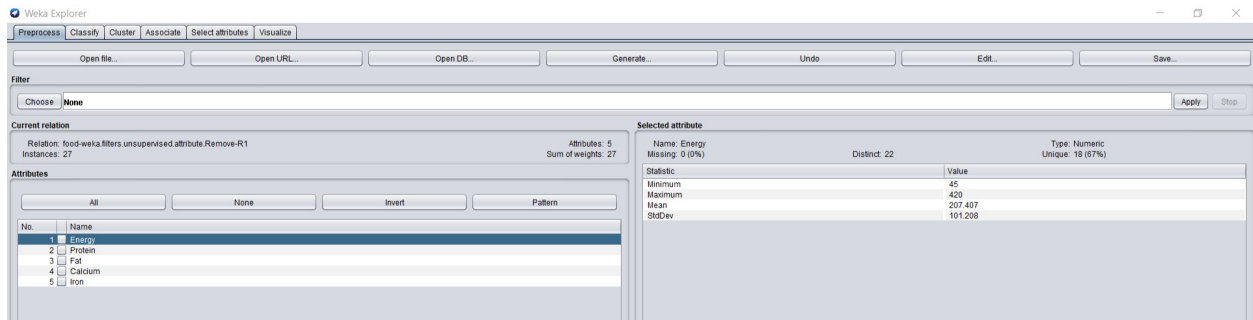 Weka Explorer
Preprocess Classify Cluster Associate Select attributes Visualize
Open file... Open URL... Open DB... Generate... Undo Edit... Save...
Filter
Choose None Apply Stop
Current relation
Relation: food-weka.filters.unsupervised.attribute.Remove-R1 Attributes: 5
Instances: 27 Sum of weights: 27
Attributes
All None Invert Pattern
No. Name
1 Energy
2 Protein
3 Fat
4 Calcium
5 Iron
Selected attribute
Name: Energy Type: Numeric
Missing: 0 (0%) Distinct: 22 Unique: 18 (67%)
Statistic Value
Minimum 45
Maximum 420
Mean 207.407
StdDev 101.208